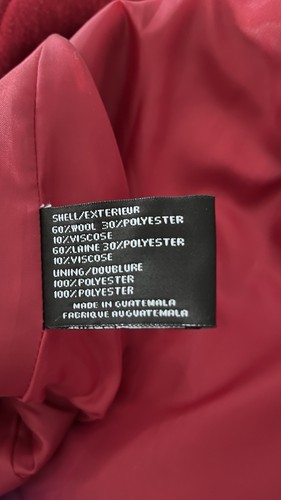 SHELL/EXTERIEUR
60%WOOL 30%POLYESTER
10%VISCOSE
60%LAINE 30%POLYESTER
10%VISCOSE
LINING/DOUBLURE
100%POLYESTER
100%POLYESTER
MADE IN GUATEMALA
FABRIQUE AUGUATEMALA